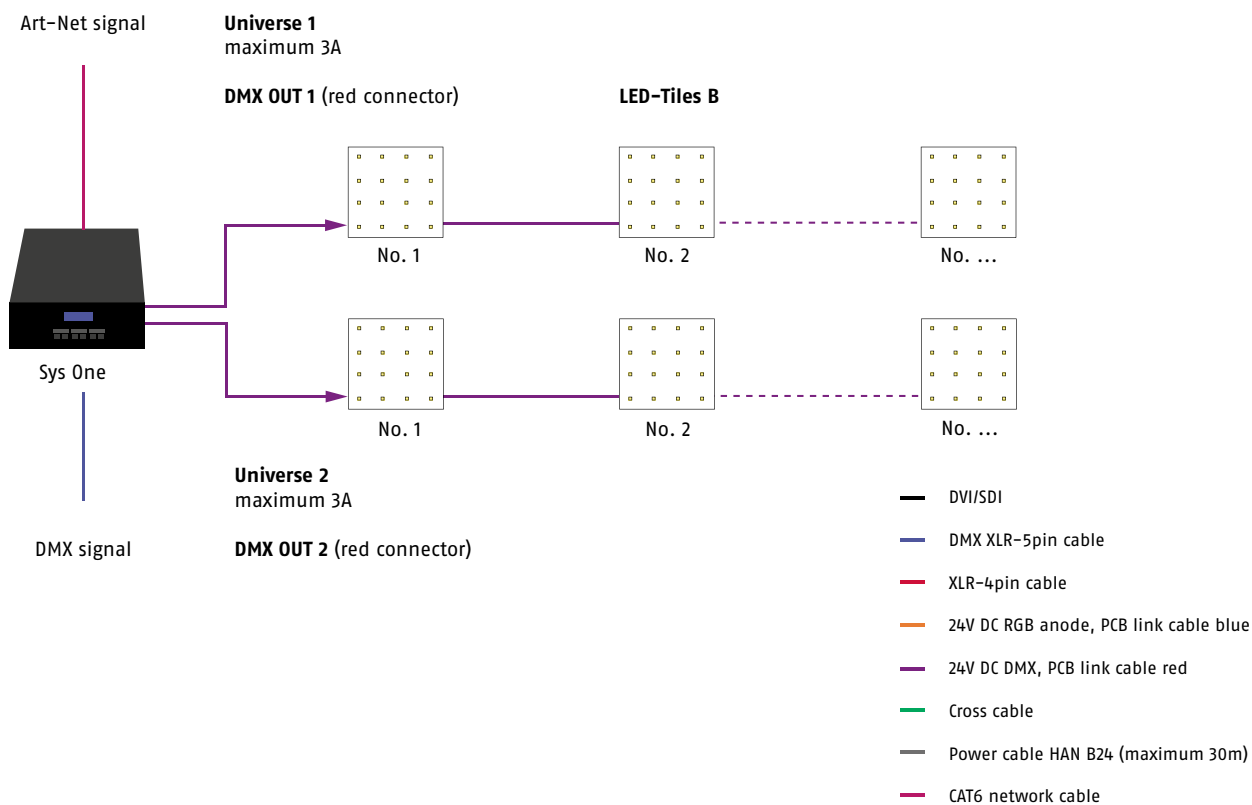 Art-Net signal
Universe 1
maximum 3A
DMX OUT 1 (red connector)
LED-Tiles B
No. 1
No. 2
No. ...
Sys One
No. 1
No. 2
No. ...
Universe 2
maximum 3A
DMX signal
DMX OUT 2 (red connector)
DVI/SDI
DMX XLR-5pin cable
XLR-4pin cable
24V DC RGB anode, PCB link cable blue
24V DC DMX, PCB link cable red
Cross cable
Power cable HAN B24 (maximum 30m)
CAT6 network cable